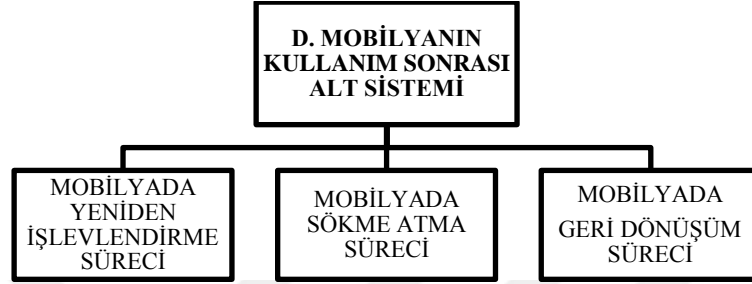 D. MOBİLYANIN
KULLANIM SONRASI
ALT SİSTEMİ
MOBİLYADA
YENİDEN
İŞLEVLENDİRME
SÜRECİ
MOBİLYADA
SÖKME ATMA
SÜRECİ
MOBİLYADA
GERİ DÖNÜŞÜM
SÜRECİ